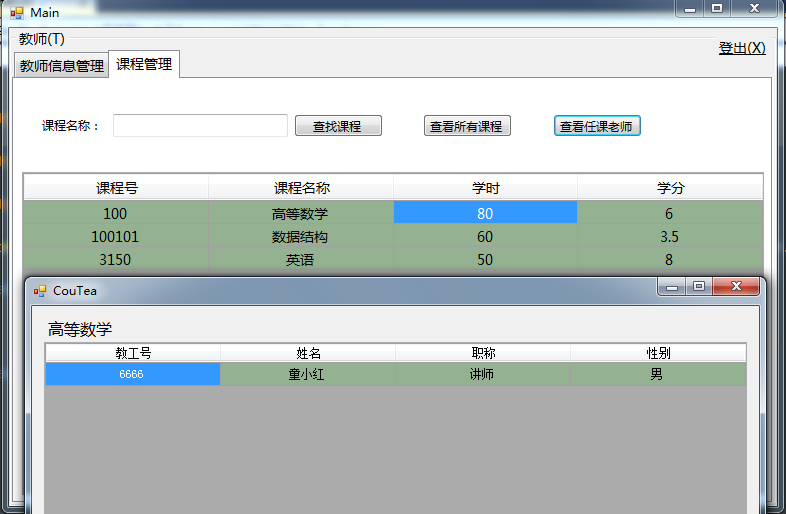 Main
教师(T)
登出(X)
教师信息管理 课程管理
课程名称： 查找课程 查看所有课程 查看任课老师
课程号 课程名称 学时 学分
100 高等数学 80 6
100101 数据结构 60 3.5
3150 英语 50 8
CouTea
高等数学
教工号 姓名 职称 性别
6666 童小红 讲师 男